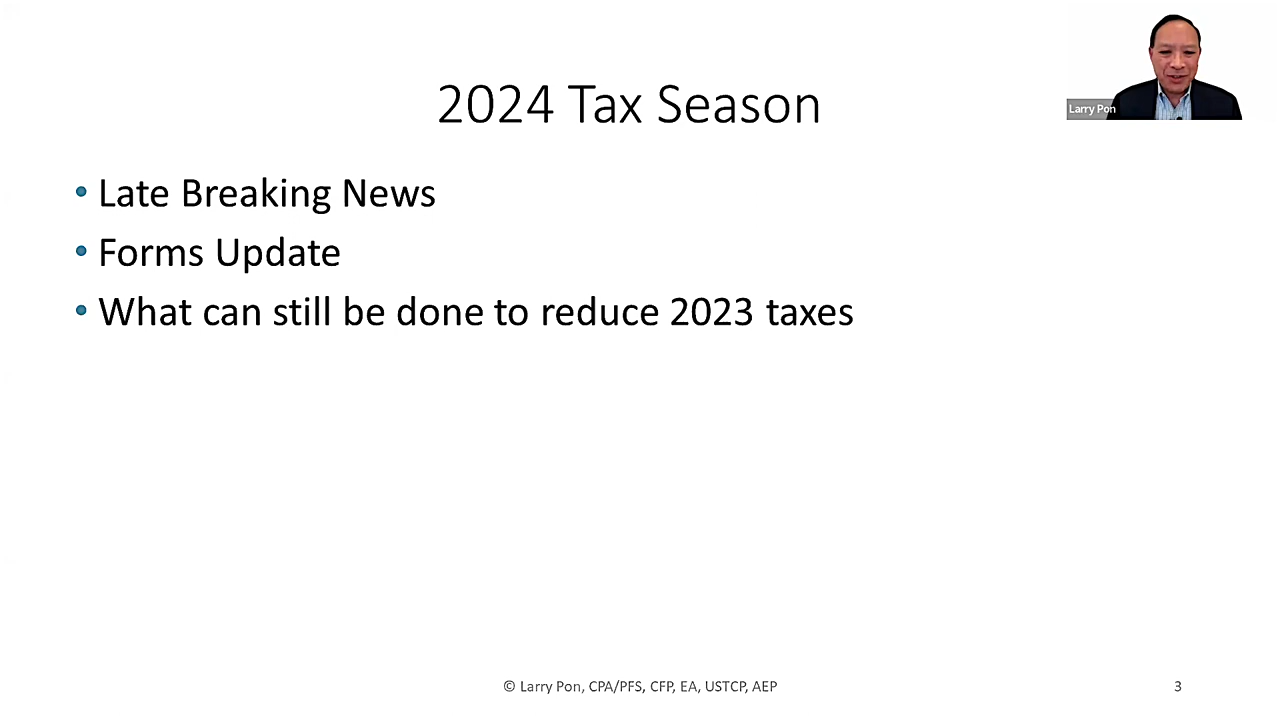 2024 Tax Season
Larry Pon
• Late Breaking News
• Forms Update
• What can still be done to reduce 2023 taxes
© Larry Pon, CPA/PFS, CFP, EA, USTCP, AEP
3